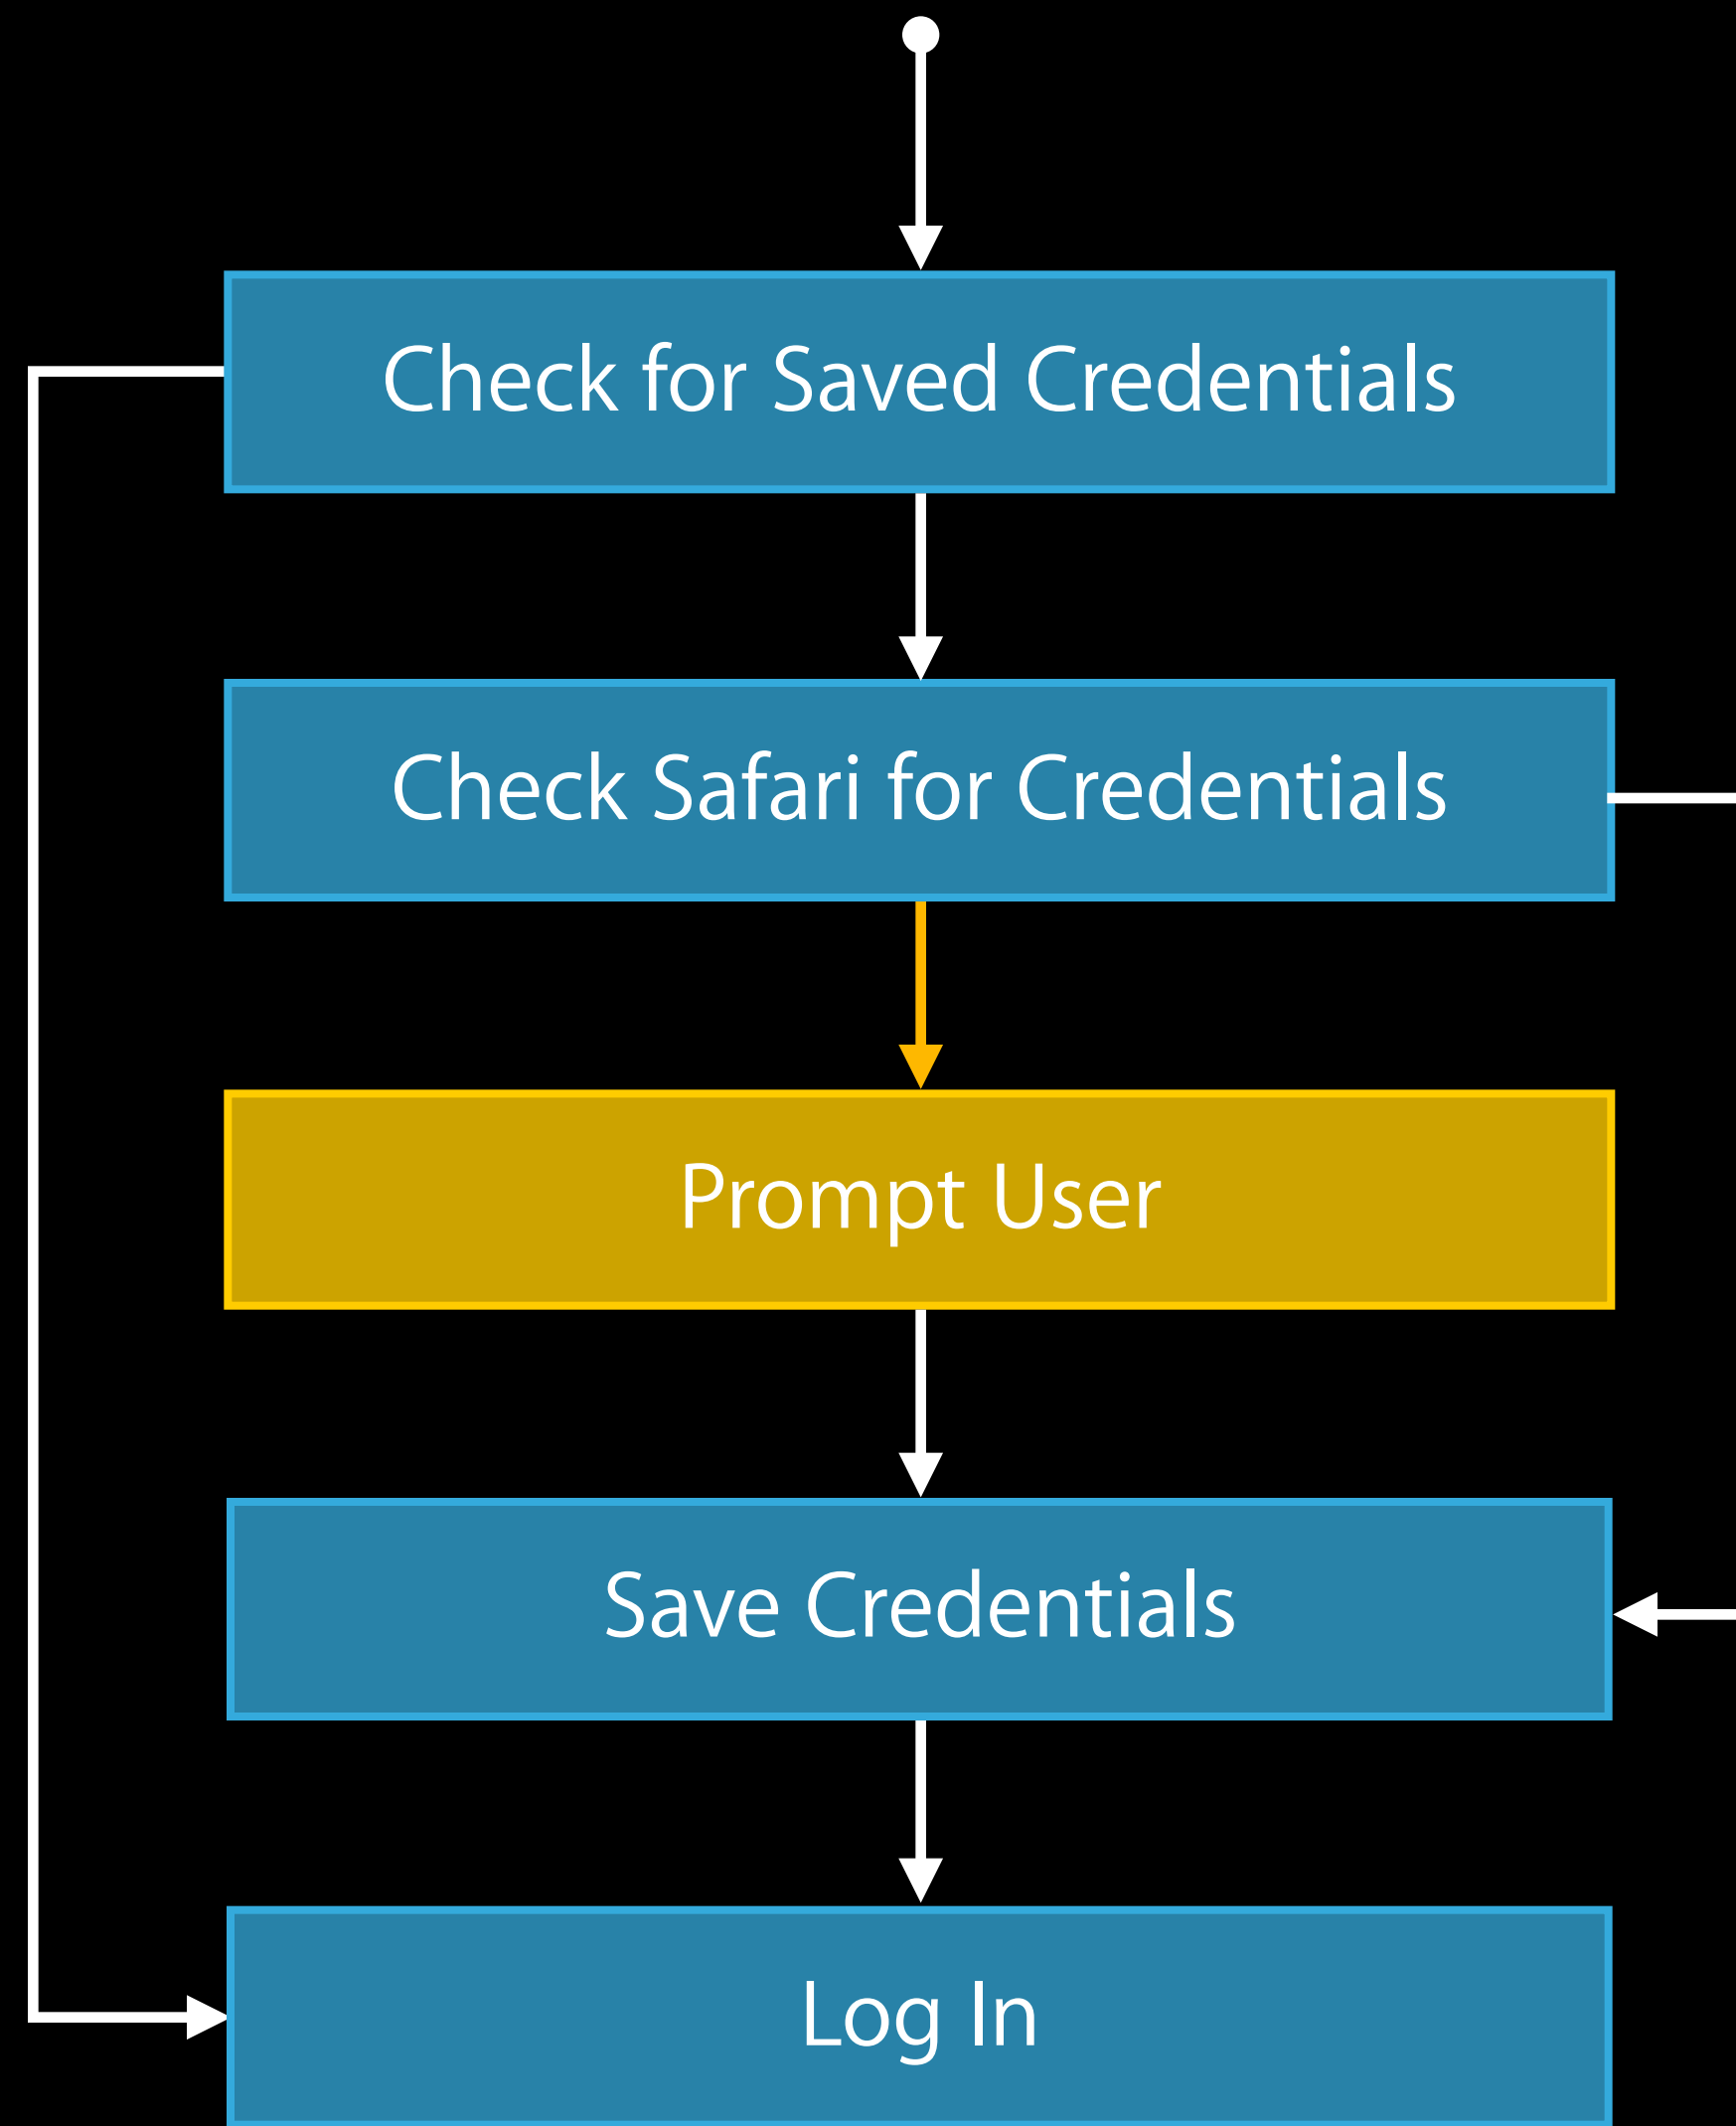 Check for Saved Credentials
Check Safari for Credentials
Prompt User
Save Credentials
Log In